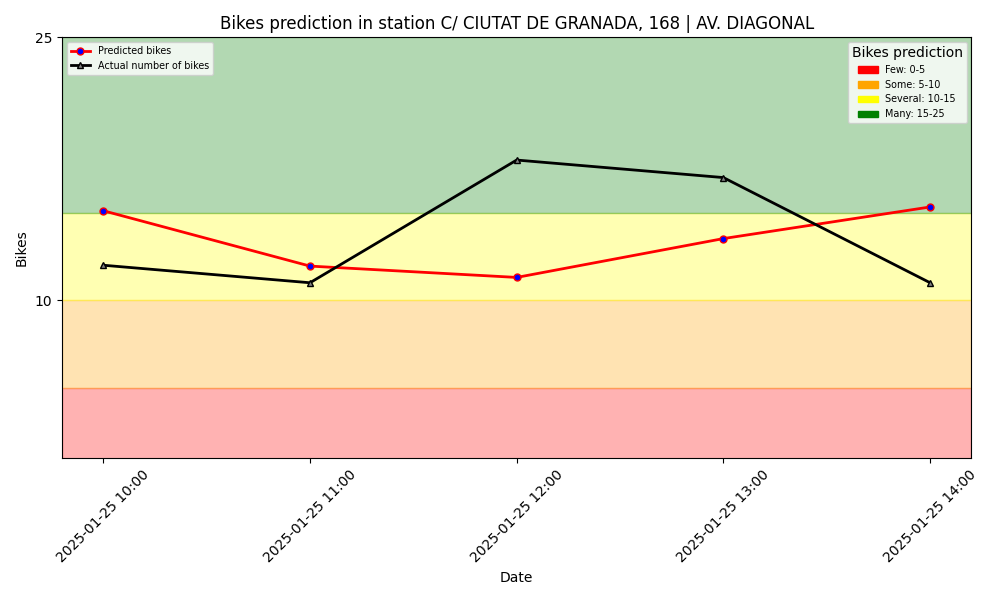 Bikes prediction in station C/ CIUTAT DE GRANADA, 168 | AV. DIAGONAL
25
10
Bikes
Predicted bikes
Actual number of bikes
Bikes prediction
Few: 0-5
Some: 5-10
Several: 10-15
Many: 15-25
2025-01-25 10:00
2025-01-25 11:00
2025-01-25 12:00
2025-01-25 13:00
2025-01-25 14:00
Date